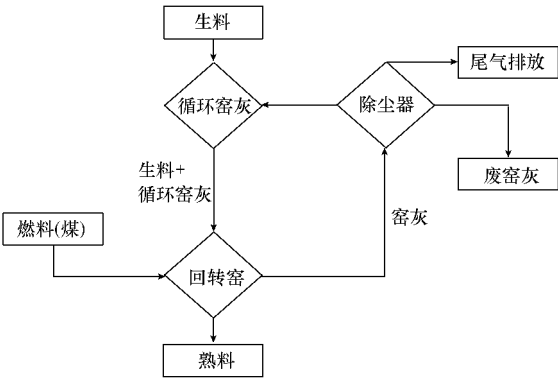 生料
尾气排放
循环窑灰
除尘器
生料+
循环窑灰
废窑灰
窑灰
燃料(煤)
回转窑
熟料